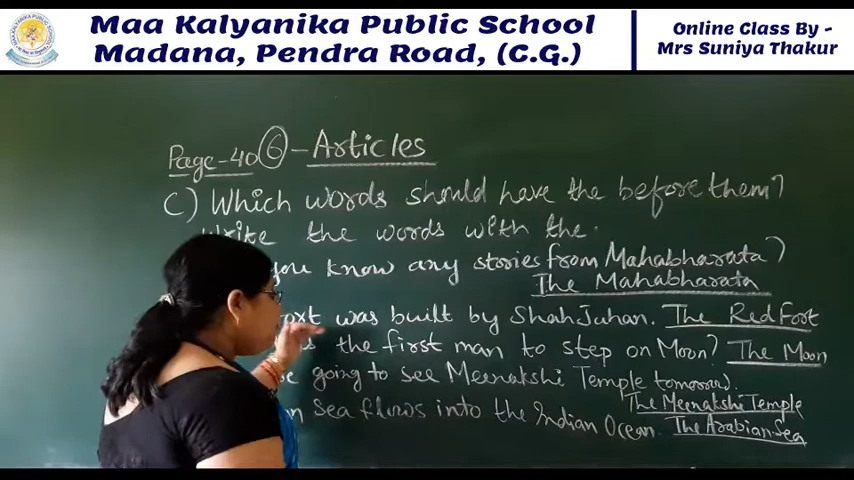 Maa Kalyanika Public School
Madana, Pendra Road, (C.G.)
Online Class By -
Mrs Suniya Thakur
Page-40 6 - Articles
C) Which words should have the before them?
Write the words with the.
you know any stories from Mahabharata?
The Mahabharata
was built by ShahJuhan. The Red Fort
the first man to step on Moon? The Moon
going to see Meenakshi Temple tomorrow.
The Meenakshi Temple
Sea flows into the Indian Ocean. The Arabian Sea